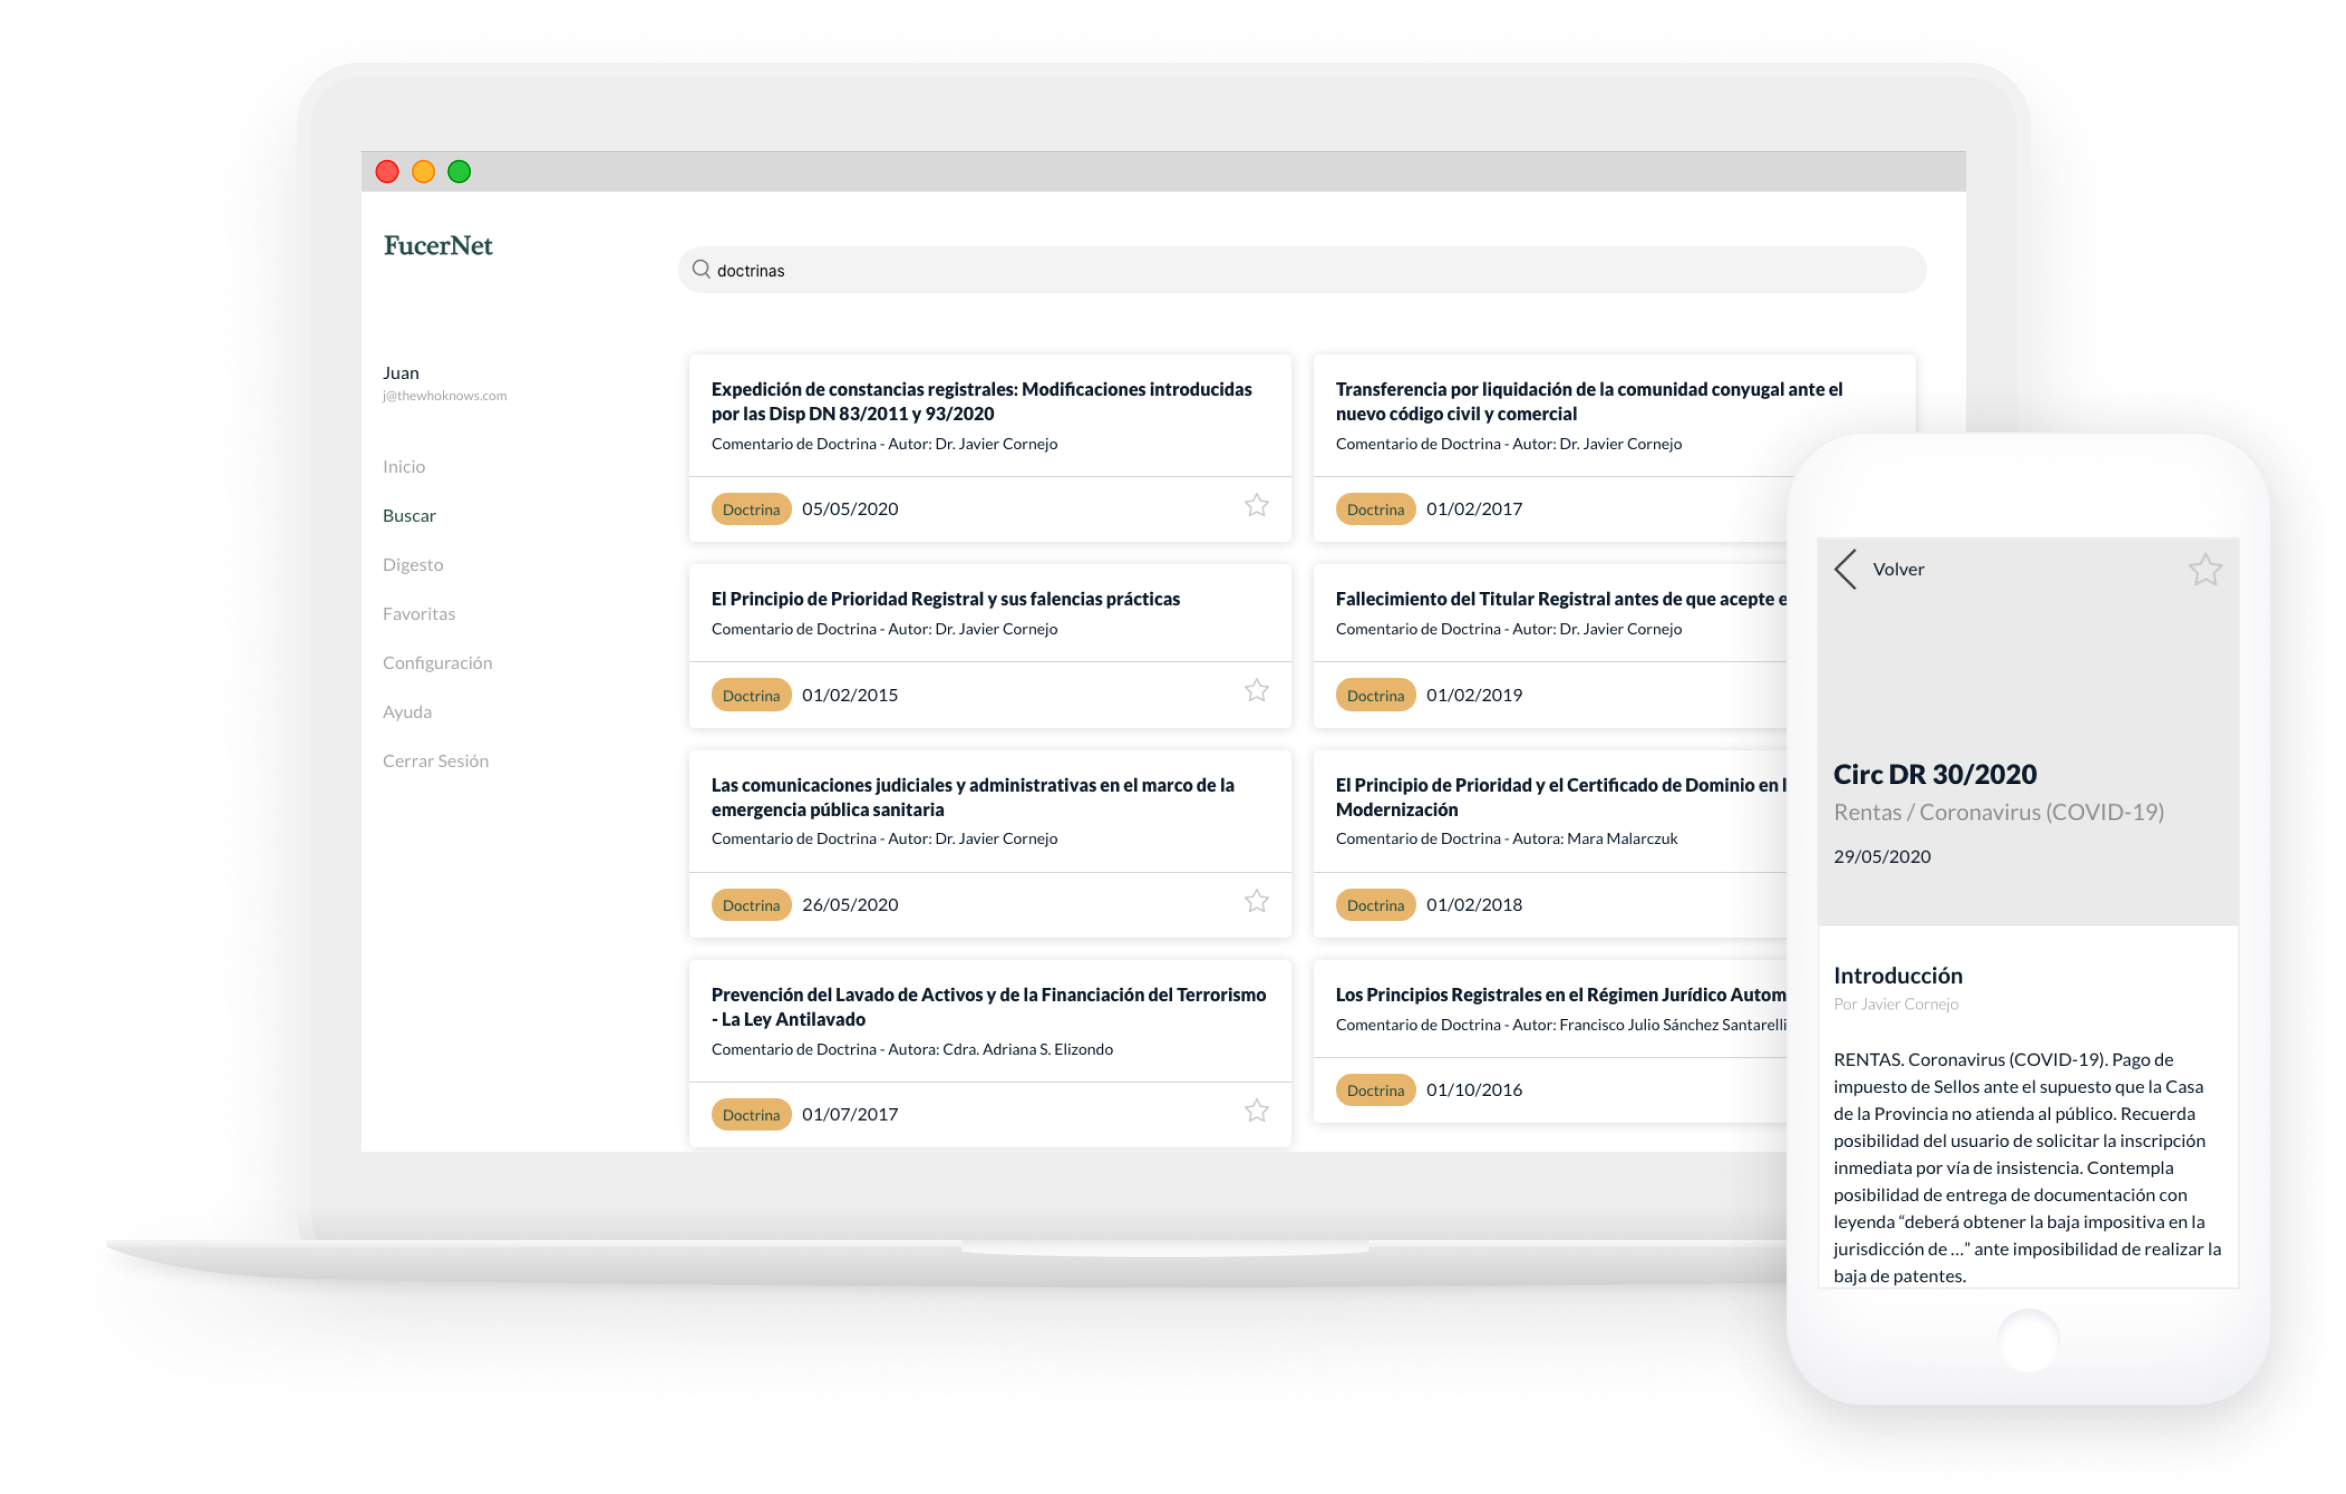 FucerNet
doctrinas
Juan
j@thewhoknows.com
Inicio
Buscar
Digesto
Favoritas
Configuración
Ayuda
Cerrar Sesión
Expedición de constancias registrales: Modificaciones introducidas
por las Disp DN 83/2011 y 93/2020
Comentario de Doctrina - Autor: Dr. Javier Cornejo
Doctrina 05/05/2020
Transferencia por liquidación de la comunidad conyugal ante el
nuevo código civil y comercial
Comentario de Doctrina - Autor: Dr. Javier Cornejo
Doctrina 01/02/2017
El Principio de Prioridad Registral y sus falencias prácticas
Comentario de Doctrina - Autor: Dr. Javier Cornejo
Doctrina 01/02/2015
Fallecimiento del Titular Registral antes de que acepte
Comentario de Doctrina - Autor: Dr. Javier Cornejo
Doctrina 01/02/2019
Las comunicaciones judiciales y administrativas en el marco de la
emergencia pública sanitaria
Comentario de Doctrina - Autor: Dr. Javier Cornejo
Doctrina 26/05/2020
El Principio de Prioridad y el Certificado de Dominio en
Modernización
Comentario de Doctrina - Autora: Mara Malarczuk
Doctrina 01/02/2018
Prevención del Lavado de Activos y de la Financiación del Terrorismo
- La Ley Antilavado
Comentario de Doctrina - Autora: Cdra. Adriana S. Elizondo
Doctrina 01/07/2017
Los Principios Registrales en el Régimen Jurídico Autom
Comentario de Doctrina - Autor: Francisco Julio Sánchez Santarelli
Doctrina 01/10/2016
Volver
Circ DR 30/2020
Rentas / Coronavirus (COVID-19)
29/05/2020
Introducción
Por Javier Cornejo
RENTAS. Coronavirus (COVID-19). Pago de
impuesto de Sellos ante el supuesto que la Casa
de la Provincia no atienda al público. Recuerda
posibilidad del usuario de solicitar la inscripción
inmediata por vía de insistencia. Contempla
posibilidad de entrega de documentación con
leyenda “deberá obtener la baja impositiva en la
jurisdicción de ...” ante imposibilidad de realizar la
baja de patentes.